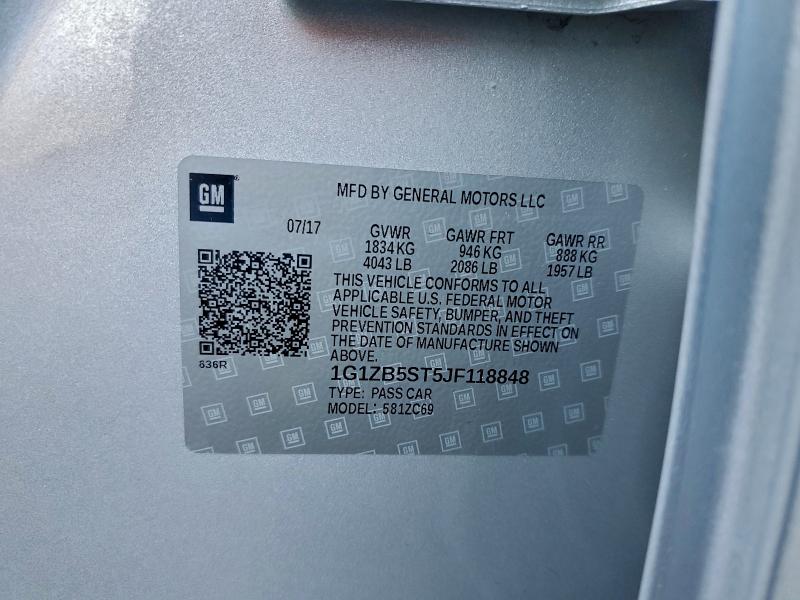 GM
MFD BY GENERAL MOTORS LLC
07/17
GVWR
1834 KG
4043 LB
GAWR FRT
946 KG
2086 LB
GAWR RR
888 KG
1957 LB
THIS VEHICLE CONFORMS TO ALL
APPLICABLE U.S. FEDERAL MOTOR
VEHICLE SAFETY, BUMPER, AND THEFT
PREVENTION STANDARDS IN EFFECT ON
THE DATE OF MANUFACTURE SHOWN
ABOVE.
636R
1G1ZB5ST5JF118848
TYPE: PASS CAR
MODEL: 581ZC69